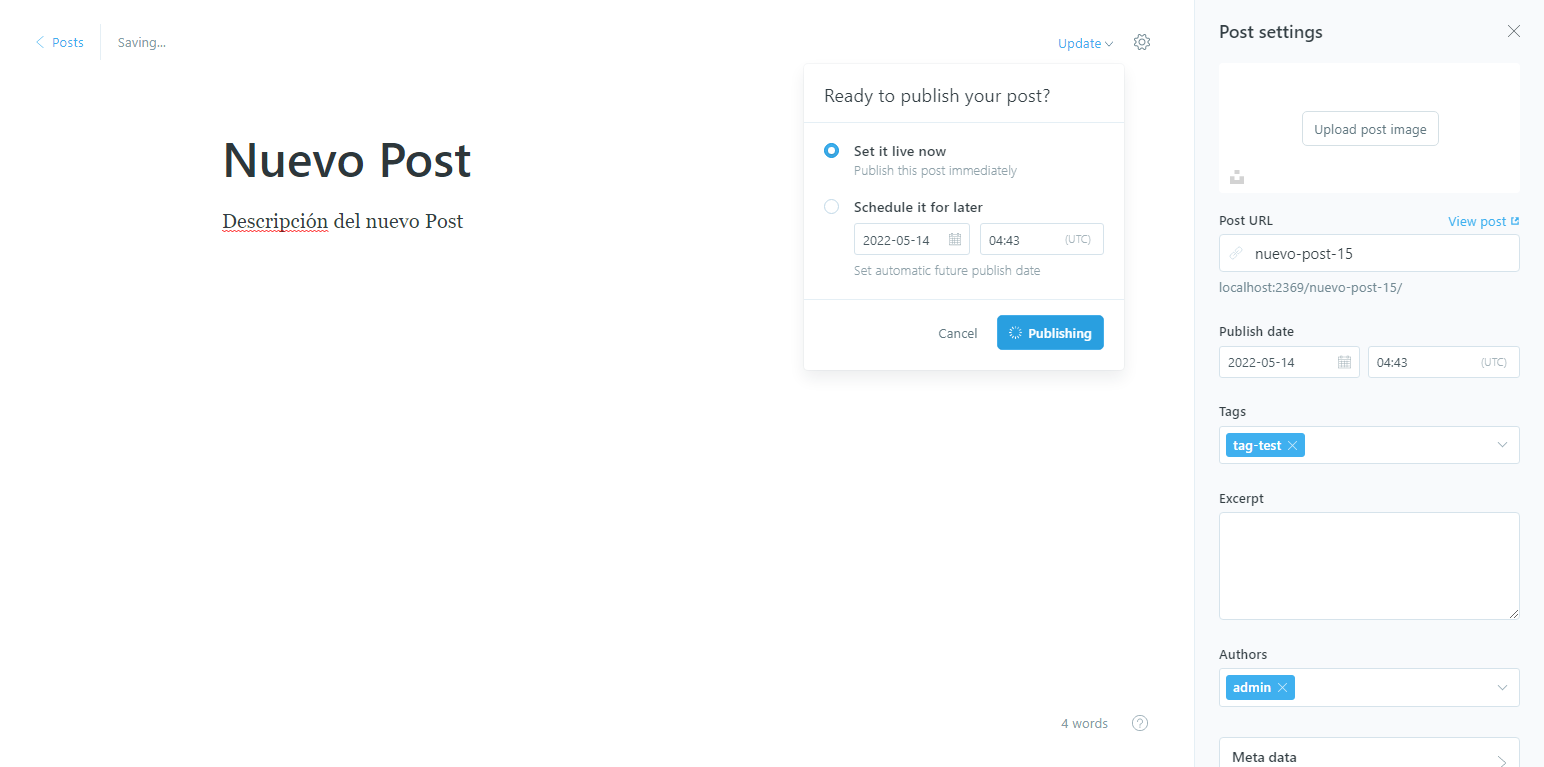 Posts
Saving...
Update
Ready to publish your post?
Set it live now
Publish this post immediately
Schedule it for later
2022-05-14
04:43 (UTC)
Set automatic future publish date
Cancel
Publishing
Nuevo Post
Descripción del nuevo Post
4 words
?
Post settings
Upload post image
Post URL
View post
nuevo-post-15
localhost:2369/nuevo-post-15/
Publish date
2022-05-14
04:43 (UTC)
Tags
tag-test
Excerpt
Authors
admin
Meta data